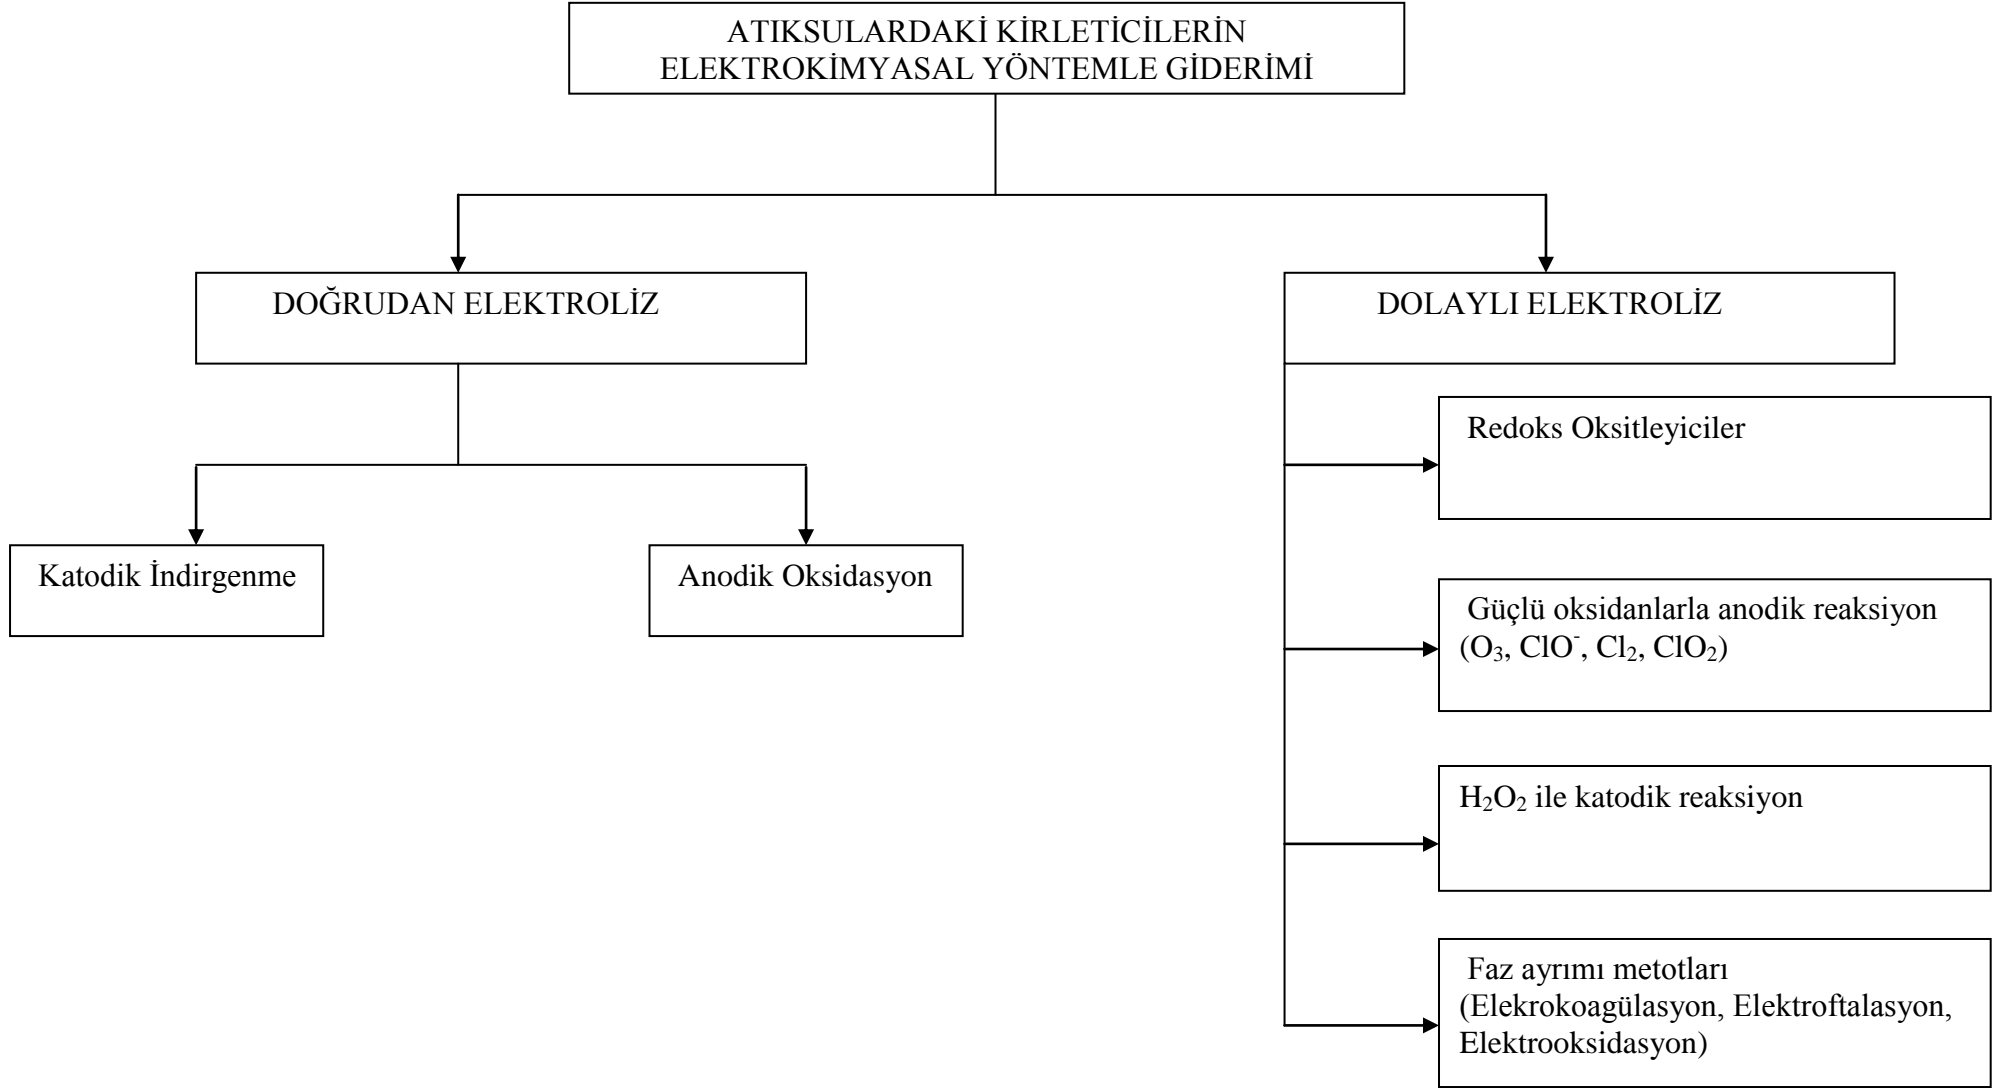 ATIKSULARDAKİ KİRLETİCİLERİN
ELEKTROKİMYASAL YÖNTEMLE GİDERİMİ
DOĞRUDAN ELEKTROLİZ
DOLAYLI ELEKTROLİZ
Katodik İndirgenme
Anodik Oksidasyon
Redoks Oksitleyiciler
Güçlü oksidanlarla anodik reaksiyon
(O₃, ClO⁻, Cl₂, ClO₂)
H₂O₂ ile katodik reaksiyon
Faz ayrımı metotları
(Elekrokoagülasyon, Elektroftalasyon,
Elektrooksidasyon)